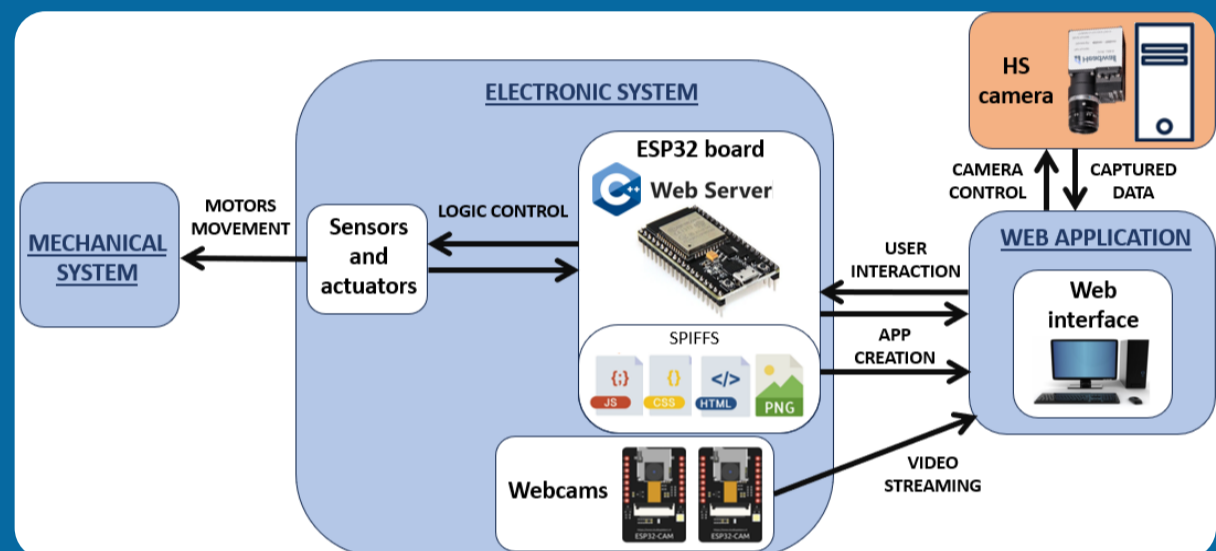 ELECTRONIC SYSTEM
HS
camera
ESP32 board
C++
Web Server
CAMERA
CONTROL
CAPTURED
DATA
MOTORS
MOVEMENT
LOGIC CONTROL
MECHANICAL
SYSTEM
Sensors
and
actuators
USER
INTERACTION
WEB APPLICATION
Web
interface
SPIFFS
APP
CREATION
{;}
JS
{}
CSS
</>
HTML
PNG
Webcams
ESP32-CAM
ESP32-CAM
VIDEO
STREAMING